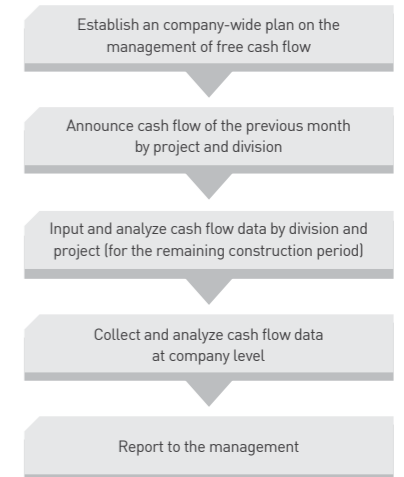 Establish an company-wide plan on the
management of free cash flow
Announce cash flow of the previous month
by project and division
Input and analyze cash flow data by division and
project (for the remaining construction period)
Collect and analyze cash flow data
at company level
Report to the management